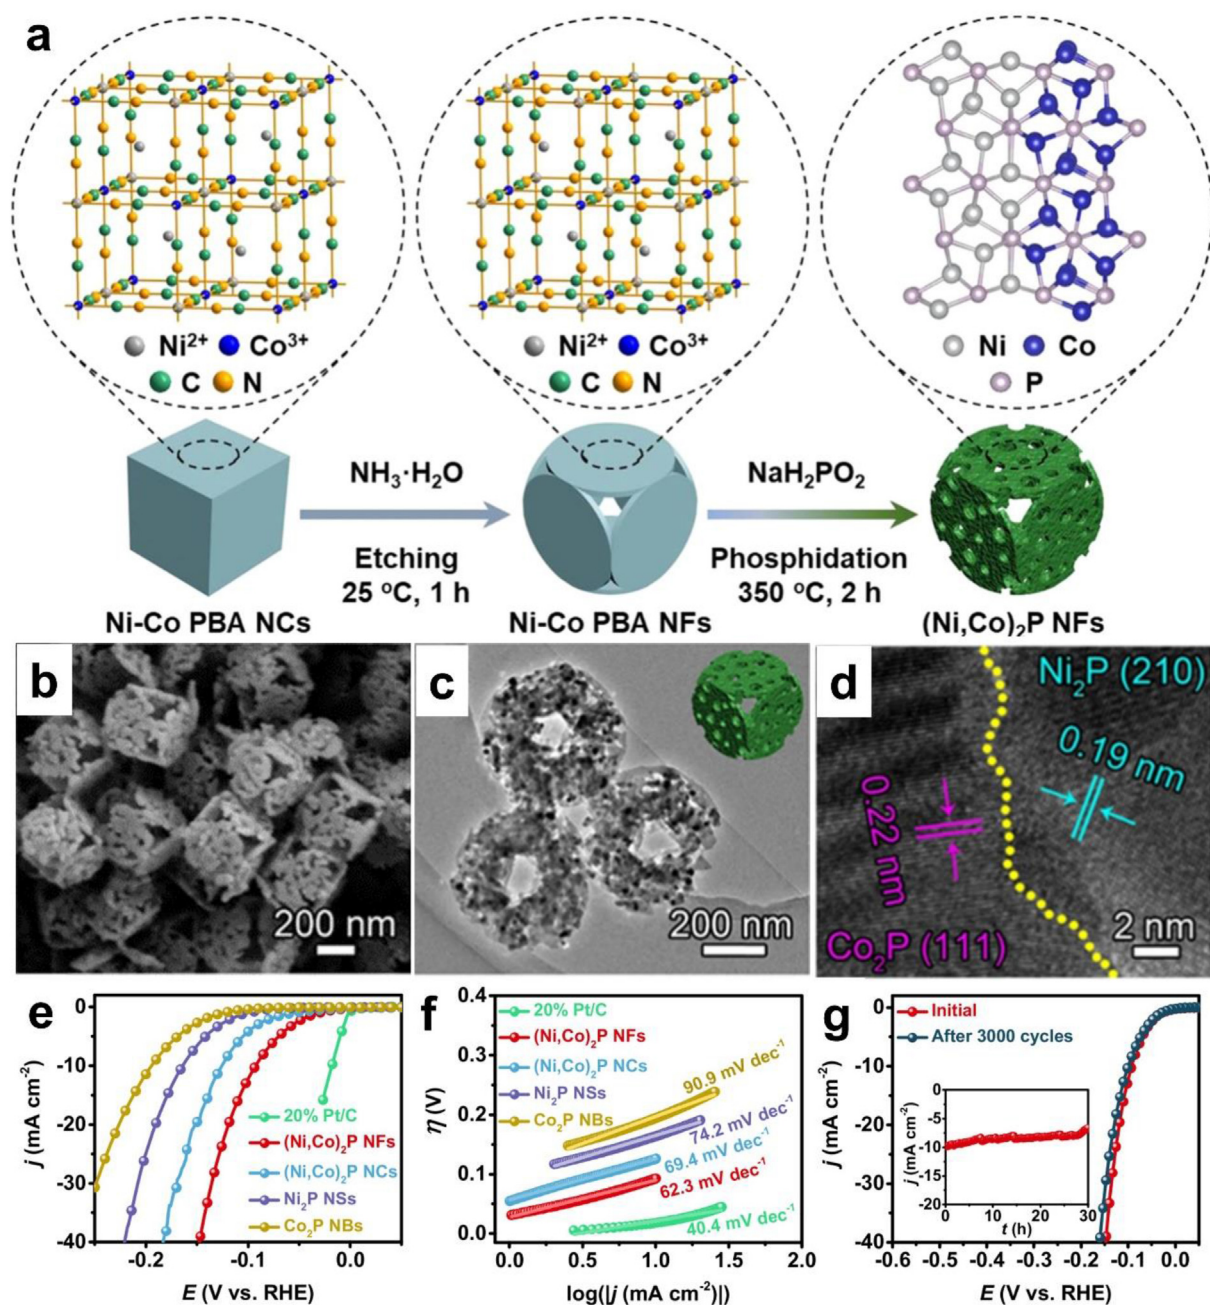 a
Ni²⁺ Co³⁺
C N
Ni²⁺ Co³⁺
C N
Ni Co
P
NH₃·H₂O
Etching
25 °C, 1 h
NaH₂PO₂
Phosphidation
350 °C, 2 h
Ni-Co PBA NCs
Ni-Co PBA NFs
(Ni,Co)₂P NFs
b
200 nm
c
200 nm
d
Ni₂P (210)
0.19 nm
0.22 nm
Co₂P (111)
2 nm
e
0
-10
-20
-30
-40
j (mA cm⁻²)
20% Pt/C
(Ni,Co)₂P NFs
(Ni,Co)₂P NCs
Ni₂P NSs
Co₂P NBs
-0.2 -0.1 0.0
E (V vs. RHE)
f
0.4
0.3
0.2
0.1
0.0
η (V)
20% Pt/C
(Ni,Co)₂P NFs
(Ni,Co)₂P NCs
Ni₂P NSs
Co₂P NBs
90.9 mV dec⁻¹
74.2 mV dec⁻¹
69.4 mV dec⁻¹
62.3 mV dec⁻¹
40.4 mV dec⁻¹
0.0 0.5 1.0 1.5 2.0
log(|j (mA cm⁻²)|)
g
0
-10
-20
-30
-40
j (mA cm⁻²)
Initial
After 3000 cycles
0
-5
-10
-15
-20
j (mA cm⁻²)
0 10 20 30
t (h)
-0.6 -0.5 -0.4 -0.3 -0.2 -0.1 0.0
E (V vs. RHE)